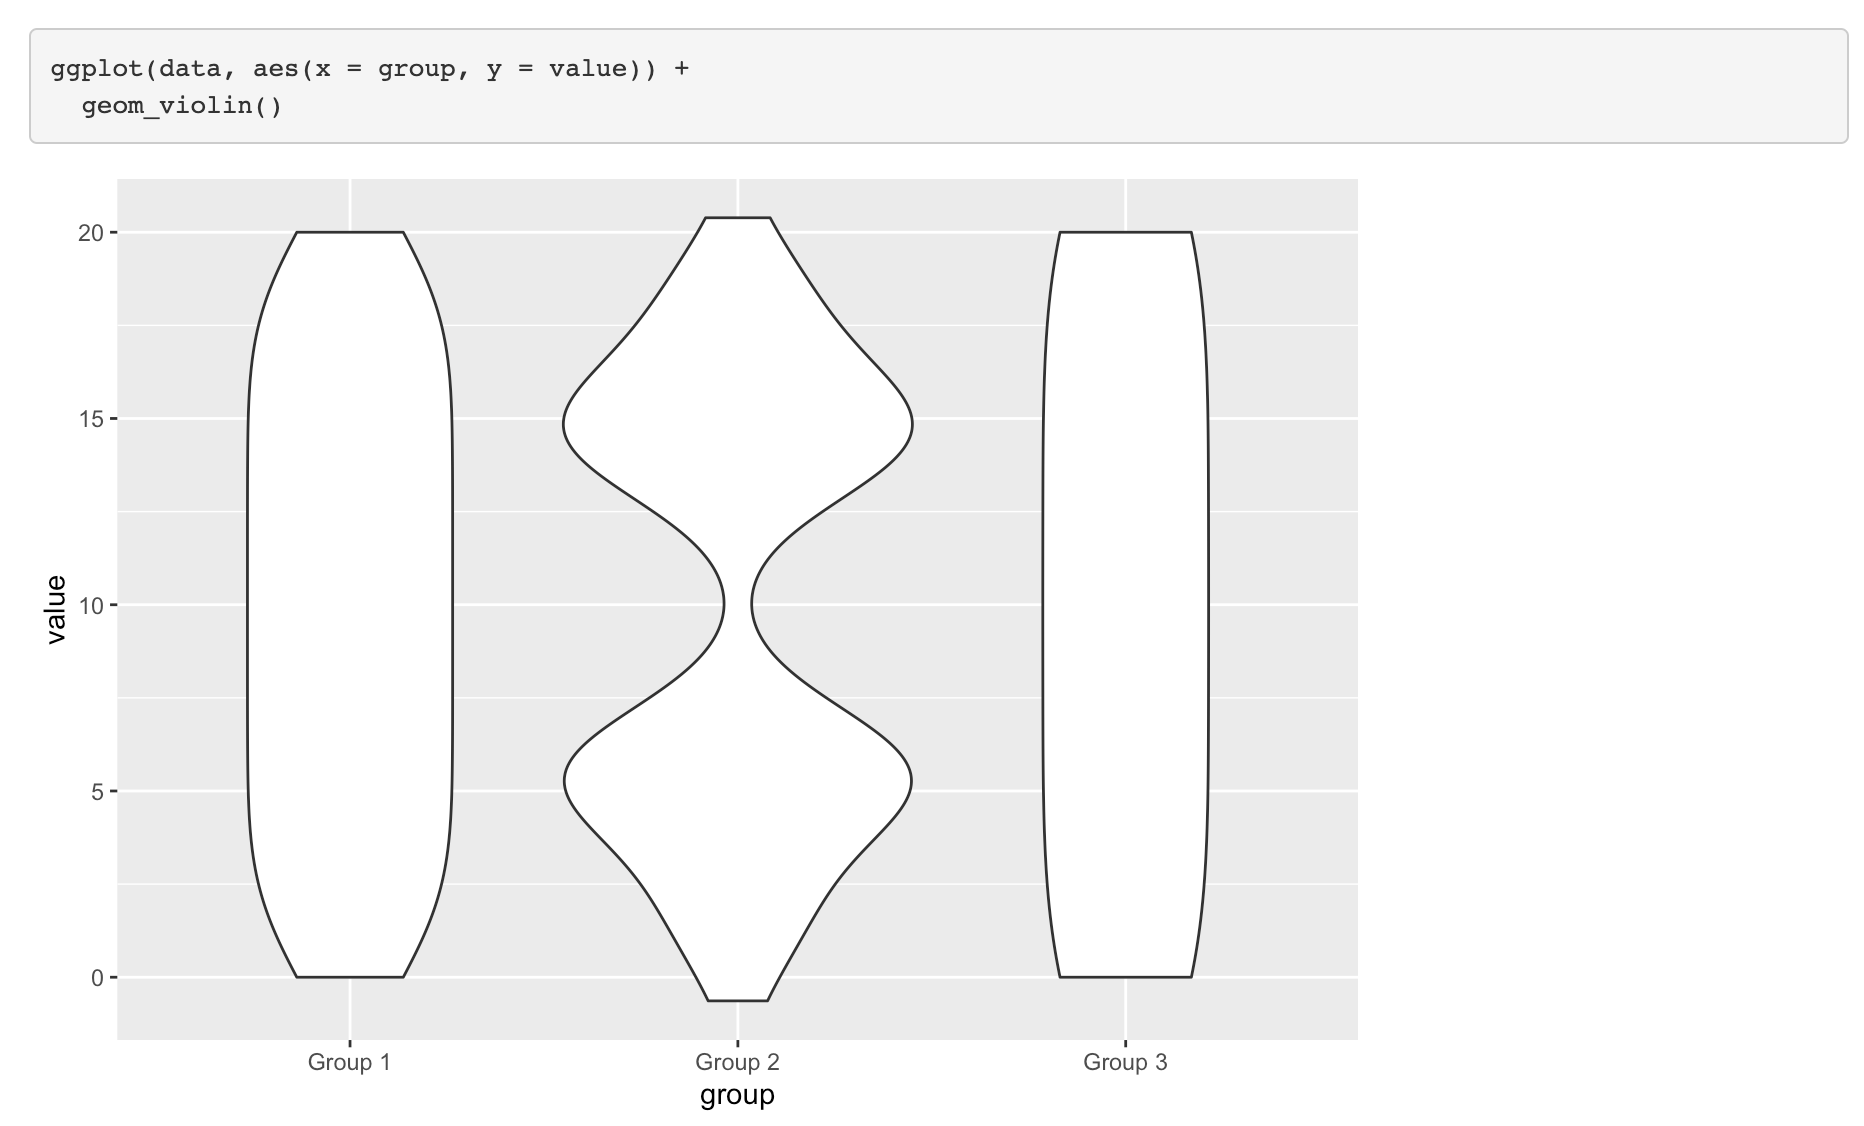 ggplot(data, aes(x = group, y = value)) +
  geom_violin()
20
15
10
5
0
value
Group 1
Group 2
Group 3
group